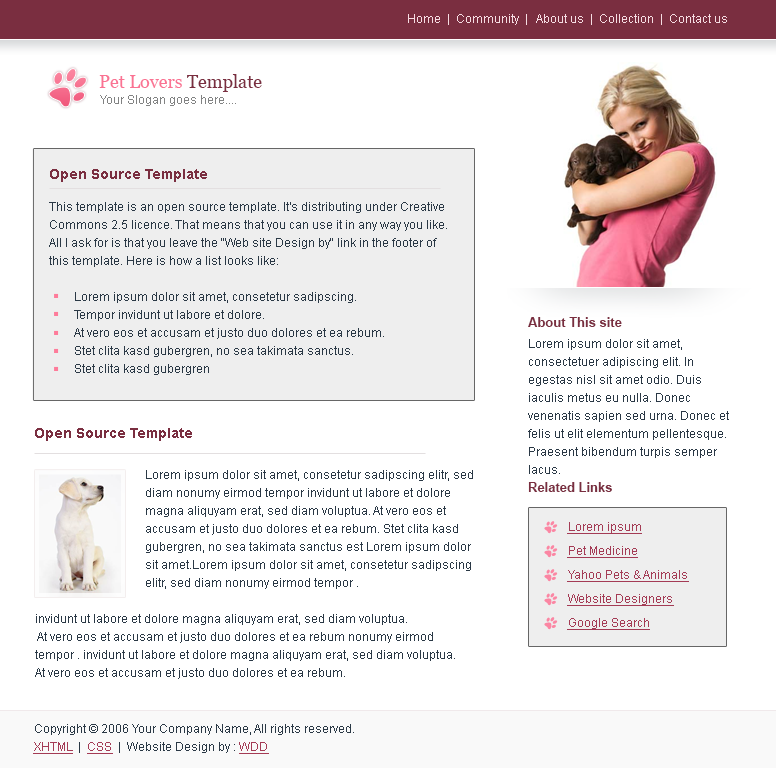 Home | Community | About us | Collection | Contact us
Pet Lovers Template
Your Slogan goes here....
Open Source Template
This template is an open source template. It's distributing under Creative
Commons 2.5 licence. That means that you can use it in any way you like.
All I ask for is that you leave the "Web site Design by" link in the footer of
this template. Here is how a list looks like:
Lorem ipsum dolor sit amet, consetetur sadipscing.
Tempor invidunt ut labore et dolore.
At vero eos et accusam et justo duo dolores et ea rebum.
Stet clita kasd gubergren, no sea takimata sanctus.
Stet clita kasd gubergren
Open Source Template
Lorem ipsum dolor sit amet, consetetur sadipscing elitr, sed
diam nonumy eirmod tempor invidunt ut labore et dolore
magna aliquyam erat, sed diam voluptua. At vero eos et
accusam et justo duo dolores et ea rebum. Stet clita kasd
gubergren, no sea takimata sanctus est Lorem ipsum dolor
sit amet.Lorem ipsum dolor sit amet, consetetur sadipscing
elitr, sed diam nonumy eirmod tempor .
invidunt ut labore et dolore magna aliquyam erat, sed diam voluptua.
At vero eos et accusam et justo duo dolores et ea rebum nonumy eirmod
tempor . invidunt ut labore et dolore magna aliquyam erat, sed diam voluptua.
At vero eos et accusam et justo duo dolores et ea rebum.
About This site
Lorem ipsum dolor sit amet,
consectetuer adipiscing elit. In
egestas nisl sit amet odio. Duis
iaculis metus eu nulla. Donec
venenatis sapien sed urna. Donec et
felis ut elit elementum pellentesque.
Praesent bibendum turpis semper
lacus.
Related Links
Lorem ipsum
Pet Medicine
Yahoo Pets & Animals
Website Designers
Google Search
Copyright © 2006 Your Company Name, All rights reserved.
XHTML | CSS | Website Design by : WDD